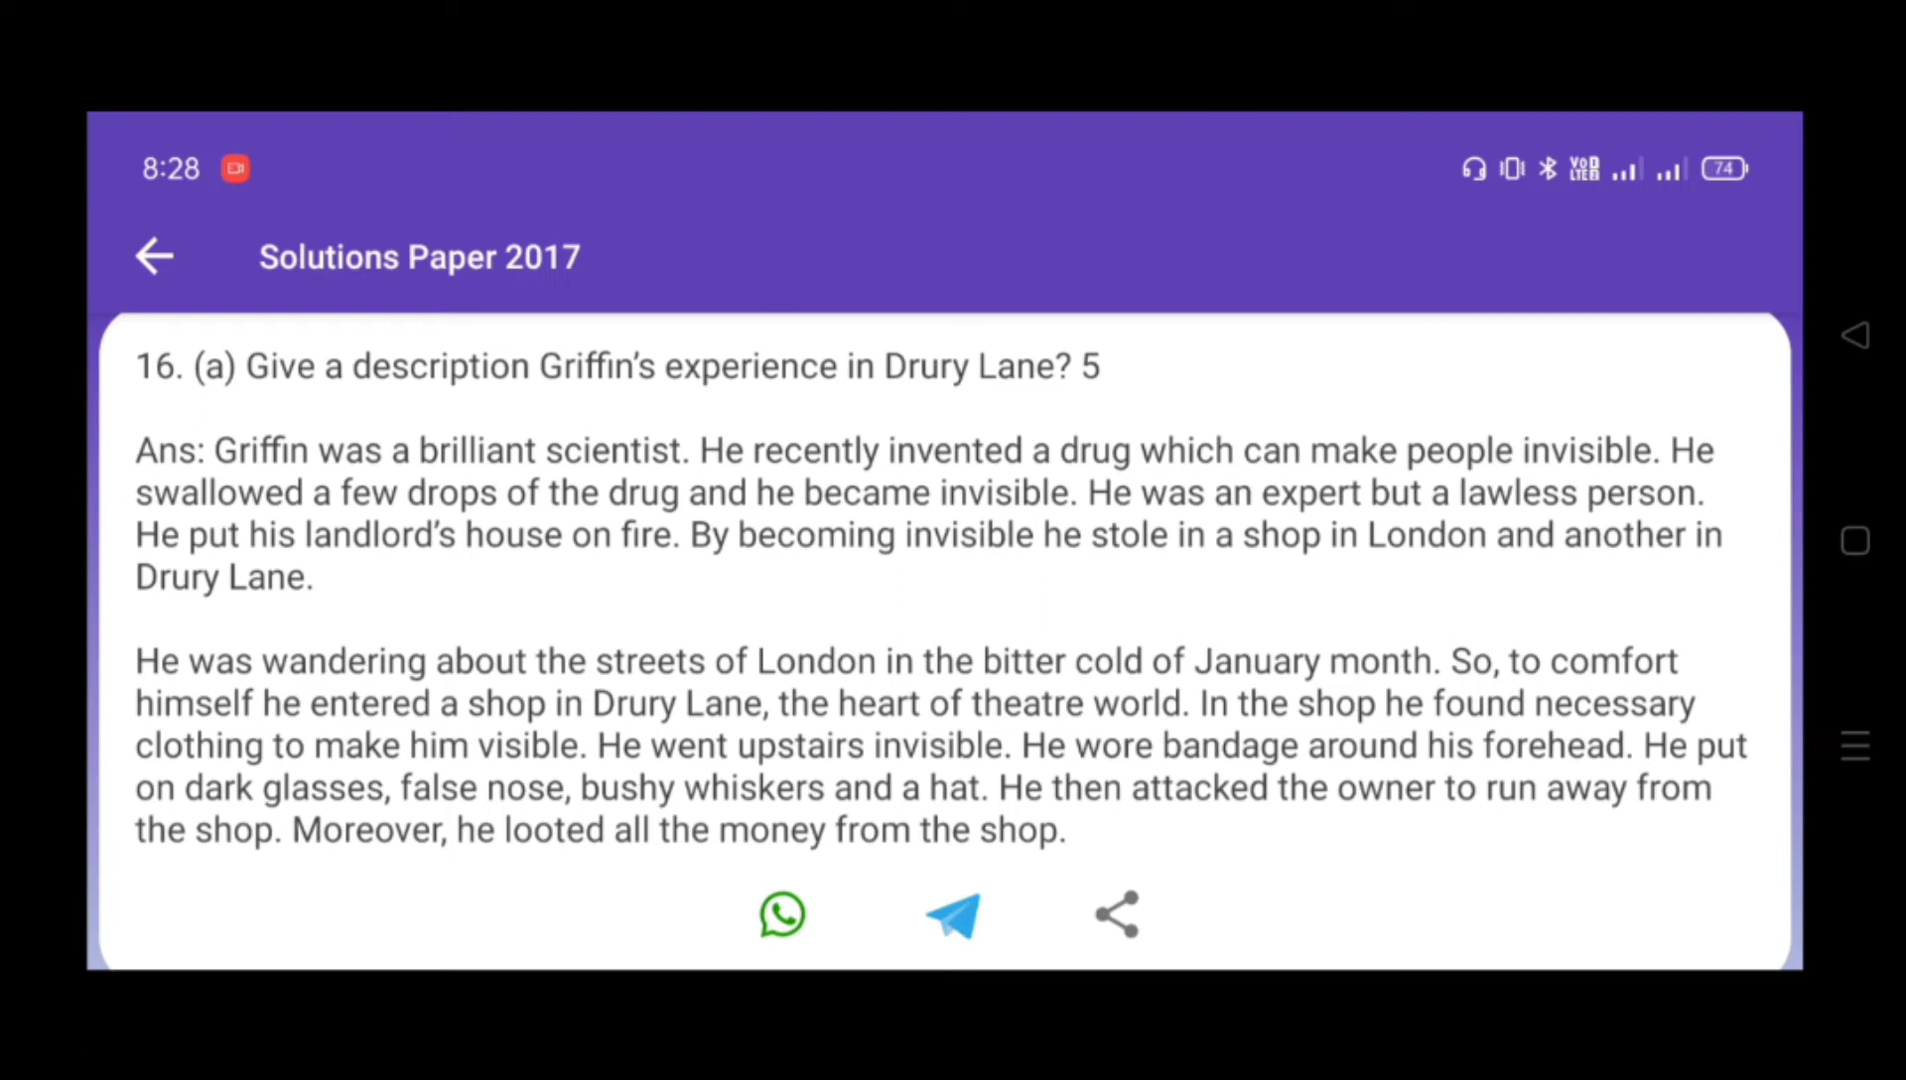 8:28
VoD LTE2
74
Solutions Paper 2017
16. (a) Give a description Griffin's experience in Drury Lane? 5
Ans: Griffin was a brilliant scientist. He recently invented a drug which can make people invisible. He
swallowed a few drops of the drug and he became invisible. He was an expert but a lawless person.
He put his landlord's house on fire. By becoming invisible he stole in a shop in London and another in
Drury Lane.
He was wandering about the streets of London in the bitter cold of January month. So, to comfort
himself he entered a shop in Drury Lane, the heart of theatre world. In the shop he found necessary
clothing to make him visible. He went upstairs invisible. He wore bandage around his forehead. He put
on dark glasses, false nose, bushy whiskers and a hat. He then attacked the owner to run away from
the shop. Moreover, he looted all the money from the shop.